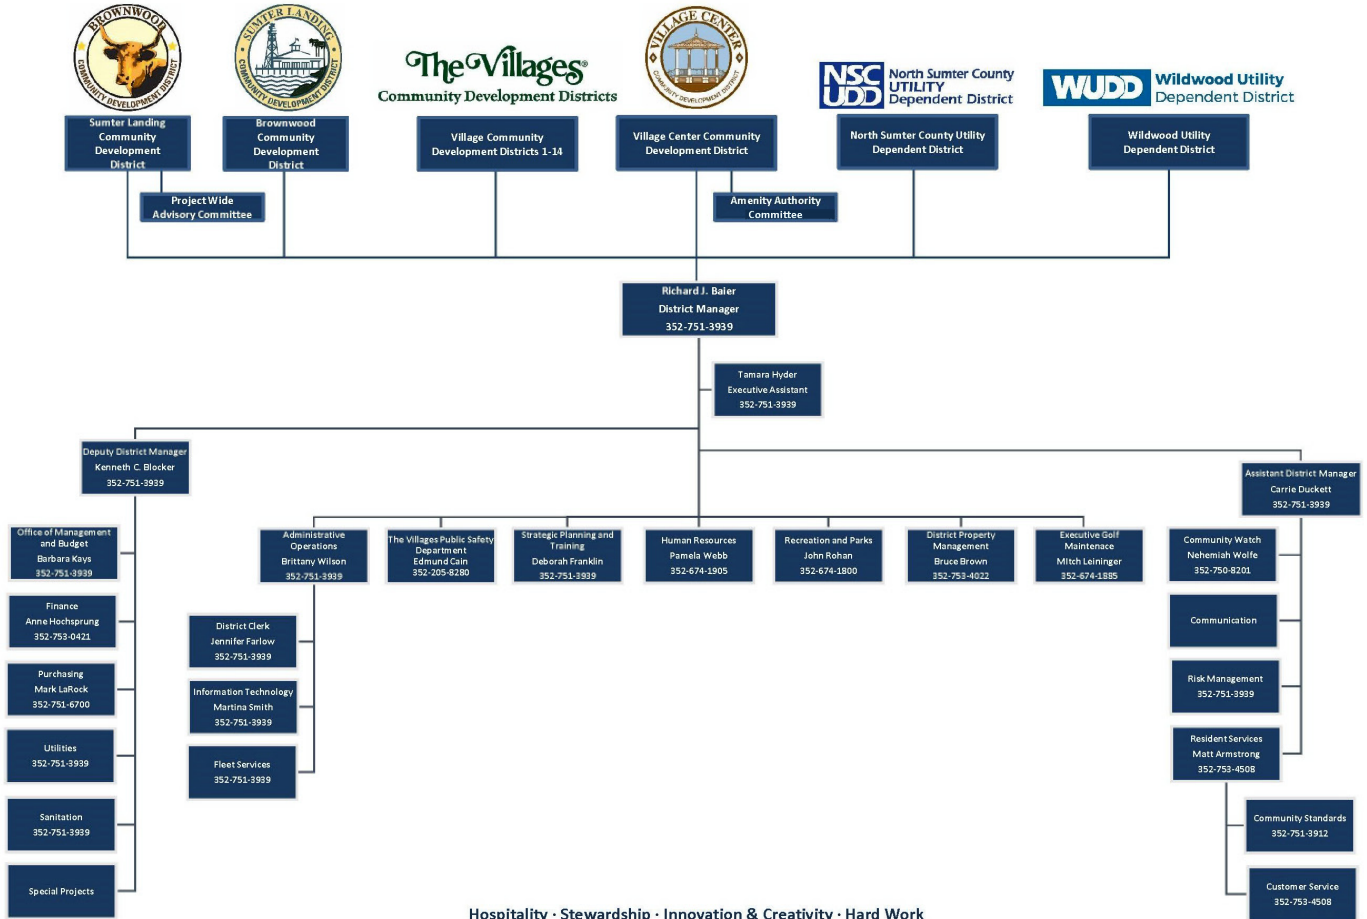 BROWNWOOD
COMMUNITY DEVELOPMENT DISTRICT
SUMTER LANDING
COMMUNITY DEVELOPMENT DISTRICT
The Villages®
Community Development Districts
VILLAGE CENTER
COMMUNITY DEVELOPMENT DISTRICT
NSC
UDD
North Sumter County
UTILITY
Dependent District
WUDD
Wildwood Utility
Dependent District
Sumter Landing
Community
Development
District
Brownwood
Community
Development
District
Village Community
Development Districts 1-14
Village Center Community
Development District
North Sumter County Utility
Dependent District
Wildwood Utility
Dependent District
Project Wide
Advisory Committee
Amenity Authority
Committee
Richard J. Baier
District Manager
352-751-3939
Tamara Hyder
Executive Assistant
352-751-3939
Deputy District Manager
Kenneth C. Blocker
352-751-3939
Assistant District Manager
Carrie Duckett
352-751-3939
Office of Management
and Budget
Barbara Kays
352-751-3939
Finance
Anne Hochsprung
352-753-0421
Purchasing
Mark LaRock
352-751-6700
Utilities
352-751-3939
Sanitation
352-751-3939
Special Projects
Administrative
Operations
Brittany Wilson
352-751-3939
The Villages Public Safety
Department
Edmund Cain
352-205-8280
Strategic Planning and
Training
Deborah Franklin
352-751-3939
Human Resources
Pamela Webb
352-674-1905
Recreation and Parks
John Rohan
352-674-1800
District Property
Management
Bruce Brown
352-753-4022
Executive Golf
Maintenace
Mitch Leininger
352-674-1885
District Clerk
Jennifer Farlow
352-751-3939
Information Technology
Martina Smith
352-751-3939
Fleet Services
352-751-3939
Community Watch
Nehemiah Wolfe
352-750-8201
Communication
Risk Management
352-751-3939
Resident Services
Matt Armstrong
352-753-4508
Community Standards
352-751-3912
Customer Service
352-753-4508
Hospitality · Stewardship · Innovation & Creativity · Hard Work